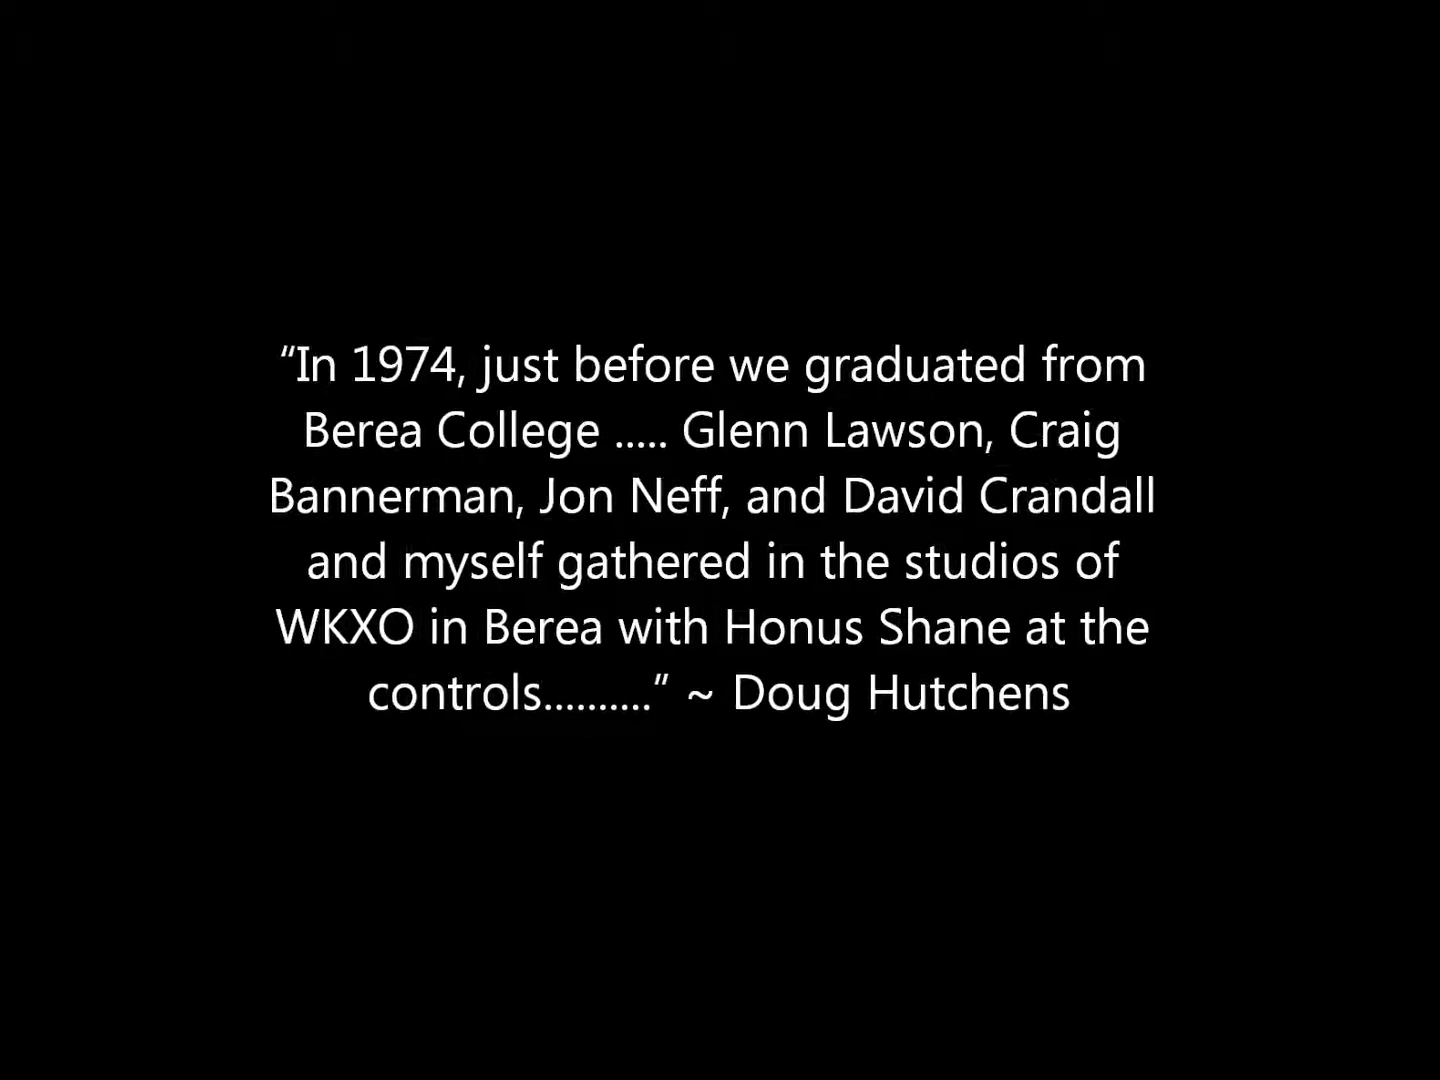 “In 1974, just before we graduated from
Berea College ..... Glenn Lawson, Craig
Bannerman, Jon Neff, and David Crandall
and myself gathered in the studios of
WKXO in Berea with Honus Shane at the
controls..........” ~ Doug Hutchens